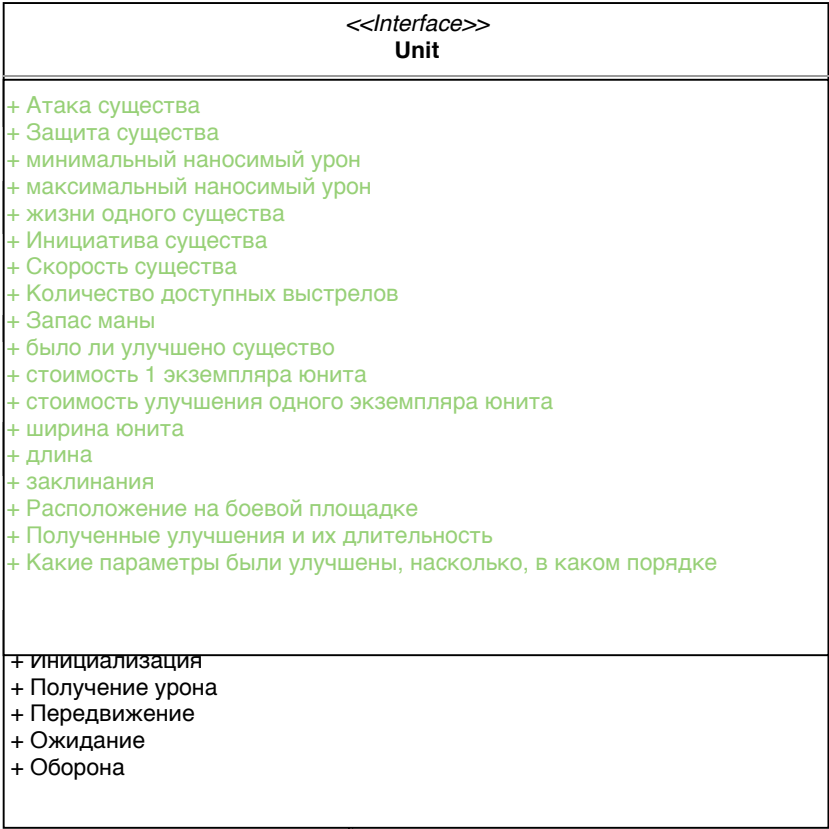 <<Interface>>
Unit
+ Атака существа
+ Защита существа
+ минимальный наносимый урон
+ максимальный наносимый урон
+ жизни одного существа
+ Инициатива существа
+ Скорость существа
+ Количество доступных выстрелов
+ Запас маны
+ было ли улучшено существо
+ стоимость 1 экземпляра юнита
+ стоимость улучшения одного экземпляра юнита
+ ширина юнита
+ длина
+ заклинания
+ Расположение на боевой площадке
+ Полученные улучшения и их длительность
+ Какие параметры были улучшены, насколько, в каком порядке
+ Инициализация
+ Получение урона
+ Передвижение
+ Ожидание
+ Оборона